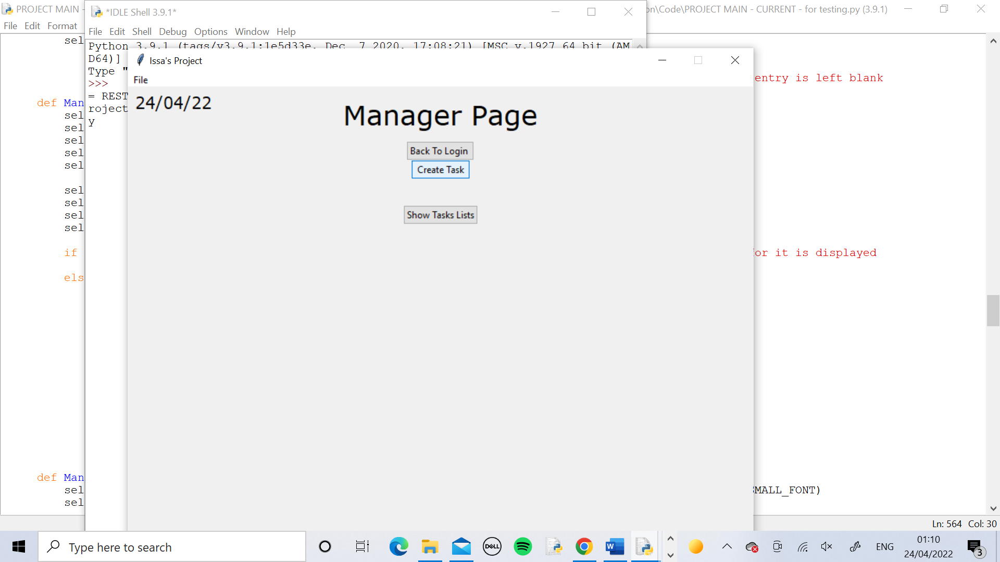 PROJECT MAIN -
*IDLE Shell 3.9.1*
on\Code\PROJECT MAIN - CURRENT - for testing.py (3.9.1)
File Edit Format
File Edit Shell Debug Options Window Help
sel
Python 3.9.1 (tags/v3.9.1:1e5d33e, Dec 7 2020, 17:08:21) [MSC v.1927 64 bit (AM
D64)]
Issa's Project
Type "
entry is left blank
File
>>>
= REST
def Man
24/04/22
roject
Manager Page
sel
y
sel
sel
Back To Login
sel
sel
Create Task
sel
sel
sel
Show Tasks Lists
sel
if
or it is displayed
els
def Man
sel
MALL_FONT)
sel
Ln: 564 Col: 30
Type here to search
DELL
W
ENG
01:10
24/04/2022
3